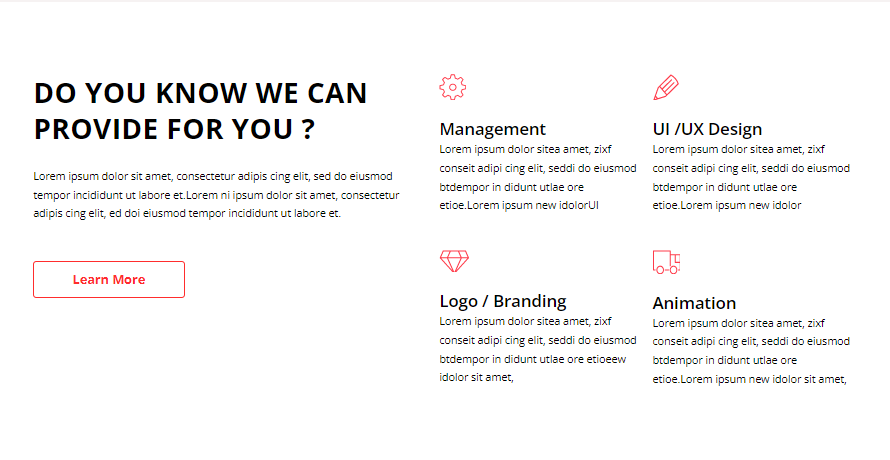 DO YOU KNOW WE CAN
PROVIDE FOR YOU ?
Lorem ipsum dolor sit amet, consectetur adipis cing elit, sed do eiusmod
tempor incididunt ut labore et.Lorem ni ipsum dolor sit amet, consectetur
adipis cing elit, ed doi eiusmod tempor incididunt ut labore et.
Learn More
Management
Lorem ipsum dolor sitea amet, zixf
conseit adipi cing elit, seddi do eiusmod
btdempor in didunt utlae ore
etioe.Lorem ipsum new idolorUI
UI /UX Design
Lorem ipsum dolor sitea amet, zixf
conseit adipi cing elit, seddi do eiusmod
btdempor in didunt utlae ore
etioe.Lorem ipsum new idolor
Logo / Branding
Lorem ipsum dolor sitea amet, zixf
conseit adipi cing elit, seddi do eiusmod
btdempor in didunt utlae ore etioeew
idolor sit amet,
Animation
Lorem ipsum dolor sitea amet, zixf
conseit adipi cing elit, seddi do eiusmod
btdempor in didunt utlae ore
etioe.Lorem ipsum new idolor sit amet,